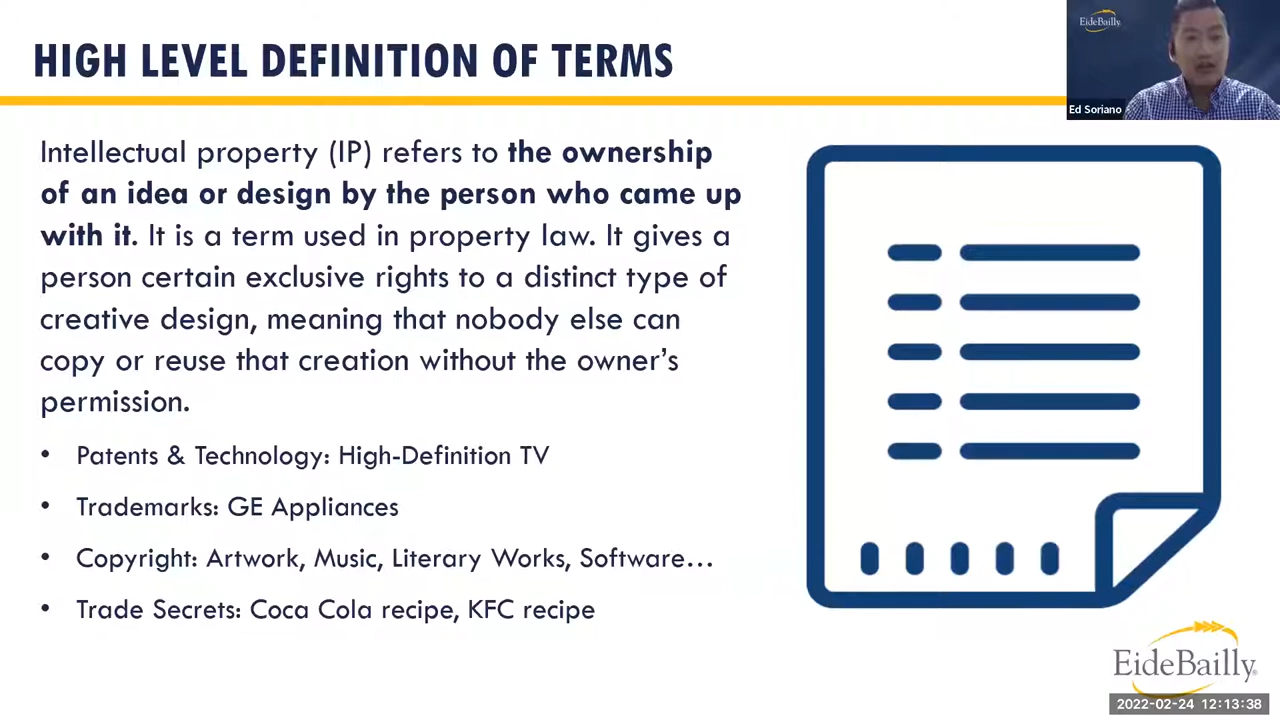 HIGH LEVEL DEFINITION OF TERMS
EideBailly
Ed Soriano
Intellectual property (IP) refers to the ownership
of an idea or design by the person who came up
with it. It is a term used in property law. It gives a
person certain exclusive rights to a distinct type of
creative design, meaning that nobody else can
copy or reuse that creation without the owner’s
permission.
• Patents & Technology: High-Definition TV
• Trademarks: GE Appliances
• Copyright: Artwork, Music, Literary Works, Software…
• Trade Secrets: Coca Cola recipe, KFC recipe
EideBailly®
2022-02-24 12:13:38